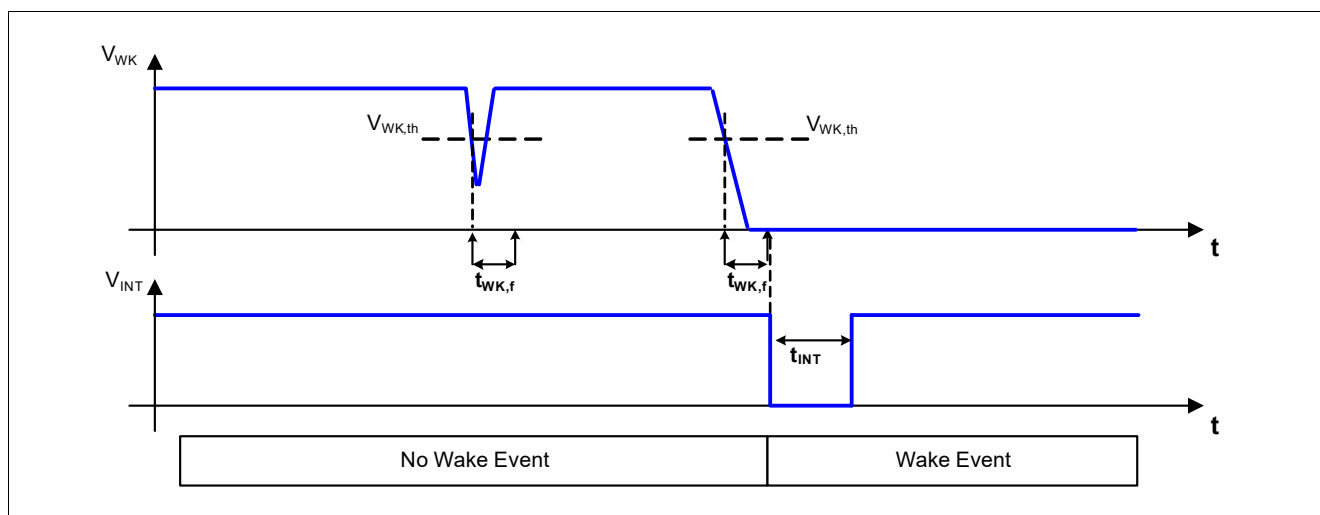 V_WK
V_WK,th
V_WK,th
t
t_WK,f
t_WK,f
V_INT
t_INT
t
No Wake Event
Wake Event